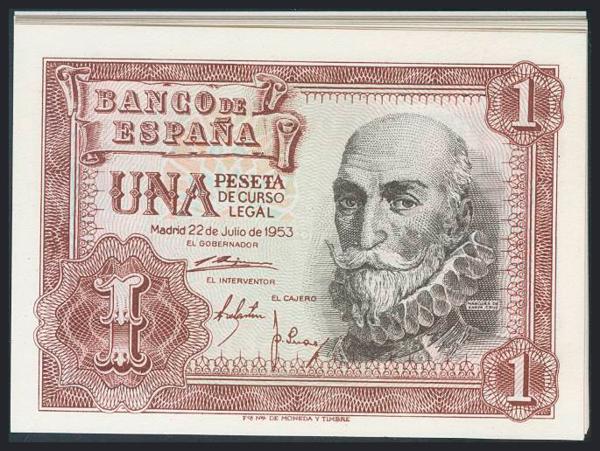 BANCO DE
ESPAÑA
1
UNA
PESETA
DE CURSO
LEGAL
Madrid 22 de Julio de 1953
EL GOBERNADOR
EL INTERVENTOR
EL CAJERO
MARQUES DE
SANTA CRUZ
1
1
Fca Nal DE MONEDA Y TIMBRE